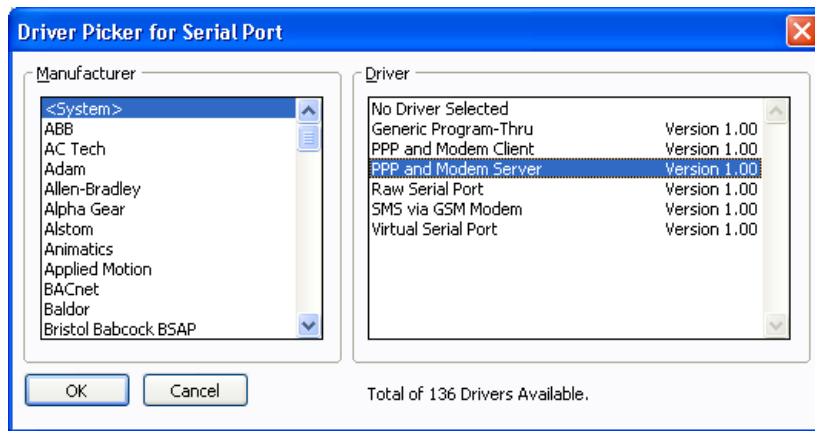 Driver Picker for Serial Port
Manufacturer
<System>
ABB
AC Tech
Adam
Allen-Bradley
Alpha Gear
Alstom
Animatics
Applied Motion
BACnet
Baldor
Bristol Babcock BSAP
Driver
No Driver Selected
Generic Program-Thru Version 1.00
PPP and Modem Client Version 1.00
PPP and Modem Server Version 1.00
Raw Serial Port Version 1.00
SMS via GSM Modem Version 1.00
Virtual Serial Port Version 1.00
OK Cancel Total of 136 Drivers Available.